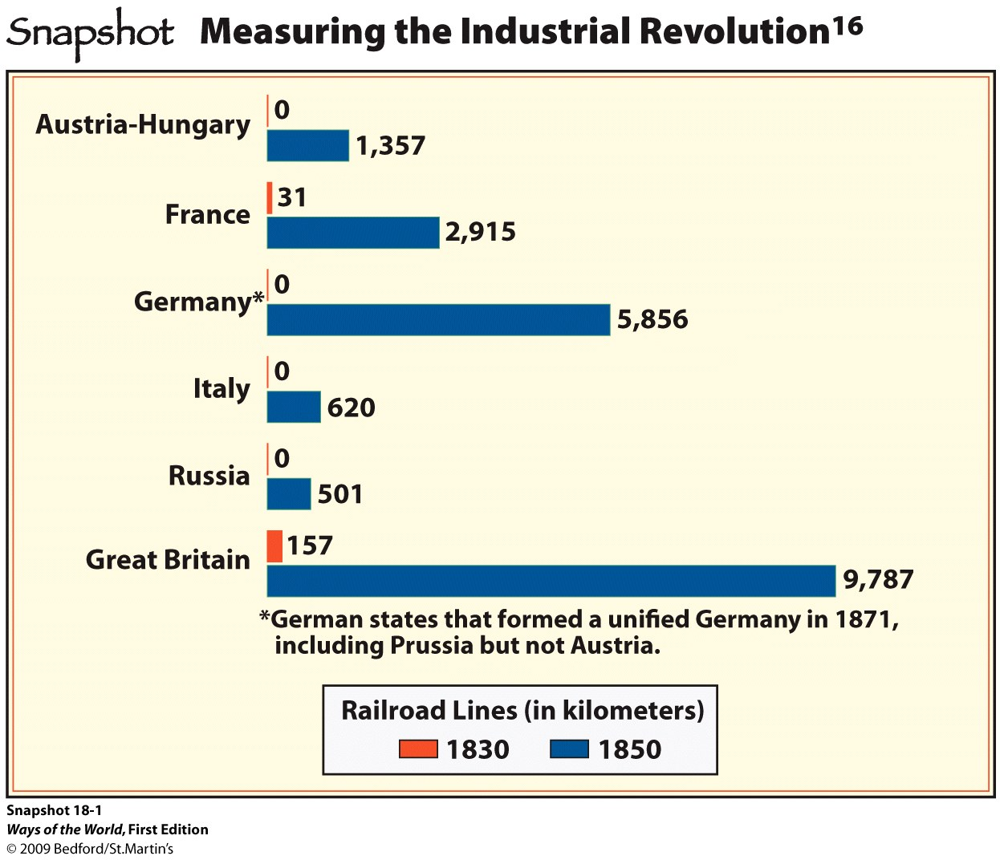 Snapshot Measuring the Industrial Revolution16
Austria-Hungary
0
1,357
France
31
2,915
Germany*
0
5,856
Italy
0
620
Russia
0
501
Great Britain
157
9,787
*German states that formed a unified Germany in 1871,
including Prussia but not Austria.
Railroad Lines (in kilometers)
1830 1850
Snapshot 18-1
Ways of the World, First Edition
© 2009 Bedford/St.Martin's